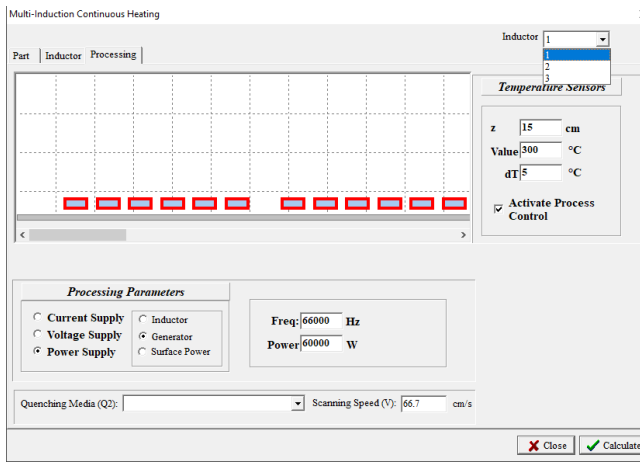 Multi-Induction Continuous Heating
Inductor 1
1
2
3
Part Inductor Processing
Temperature Sensors
z 15 cm
Value 300 °C
dT 5 °C
Activate Process
Control
Processing Parameters
Current Supply
Voltage Supply
Power Supply
Inductor
Generator
Surface Power
Freq: 66000 Hz
Power 60000 W
Quenching Media (Q2):
Scanning Speed (V): 66.7 cm/s
Close
Calculate